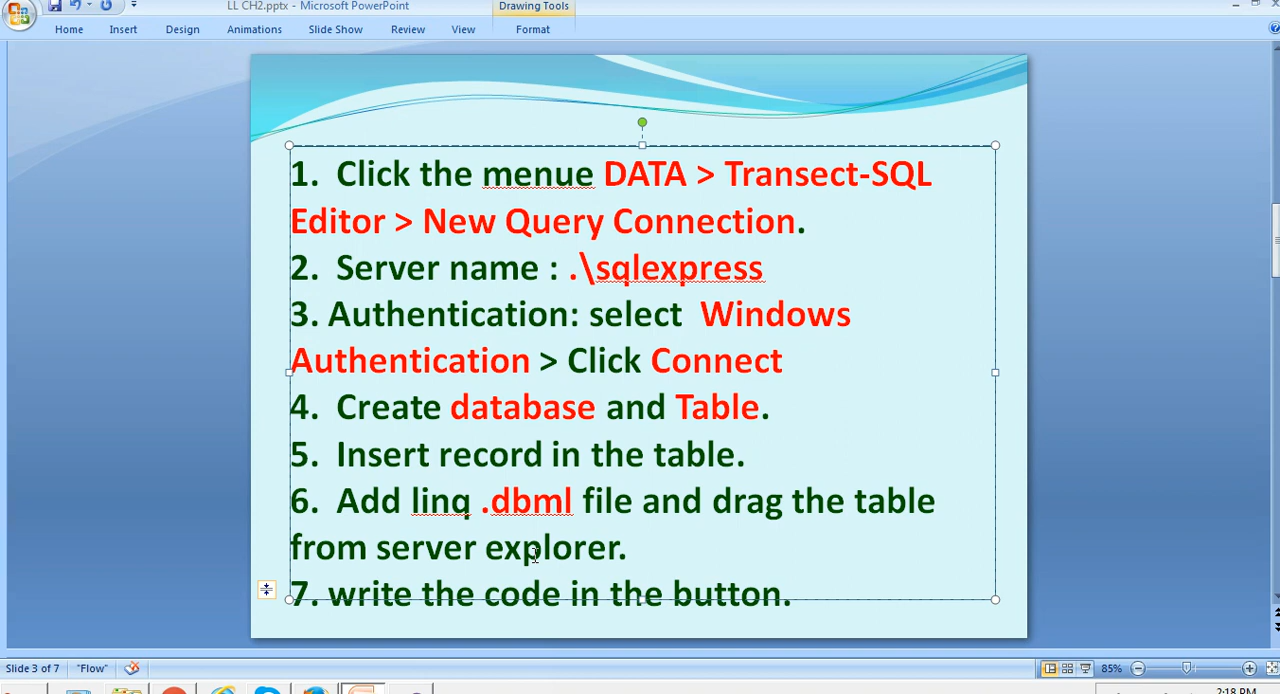 LL CH2.pptx - Microsoft PowerPoint
Drawing Tools
Home Insert Design Animations Slide Show Review View Format
1. Click the menue DATA > Transect-SQL
Editor > New Query Connection.
2. Server name : .\sqlexpress
3. Authentication: select Windows
Authentication > Click Connect
4. Create database and Table.
5. Insert record in the table.
6. Add linq .dbml file and drag the table
from server explorer.
7. write the code in the button.
Slide 3 of 7 "Flow" 85%
2:18 PM